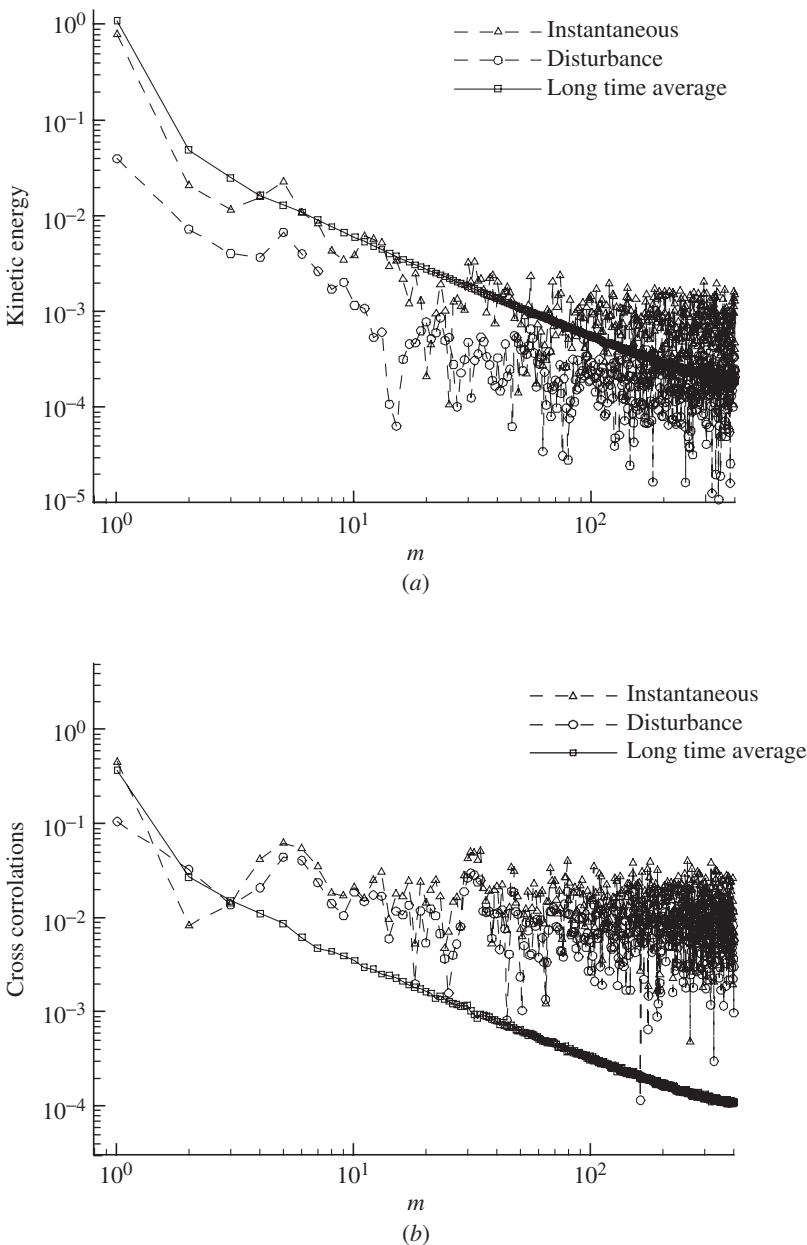 10^0
10^-1
10^-2
10^-3
10^-4
10^-5
Kinetic energy
Instantaneous
Disturbance
Long time average
10^0
10^1
10^2
m
(a)
10^0
10^-1
10^-2
10^-3
10^-4
Cross corrolations
Instantaneous
Disturbance
Long time average
10^0
10^1
10^2
m
(b)